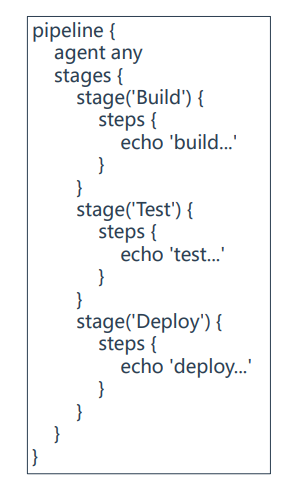 pipeline {
    agent any
    stages {
        stage('Build') {
            steps {
                echo 'build...'
            }
        }
        stage('Test') {
            steps {
                echo 'test...'
            }
        }
        stage('Deploy') {
            steps {
                echo 'deploy...'
            }
        }
    }
}